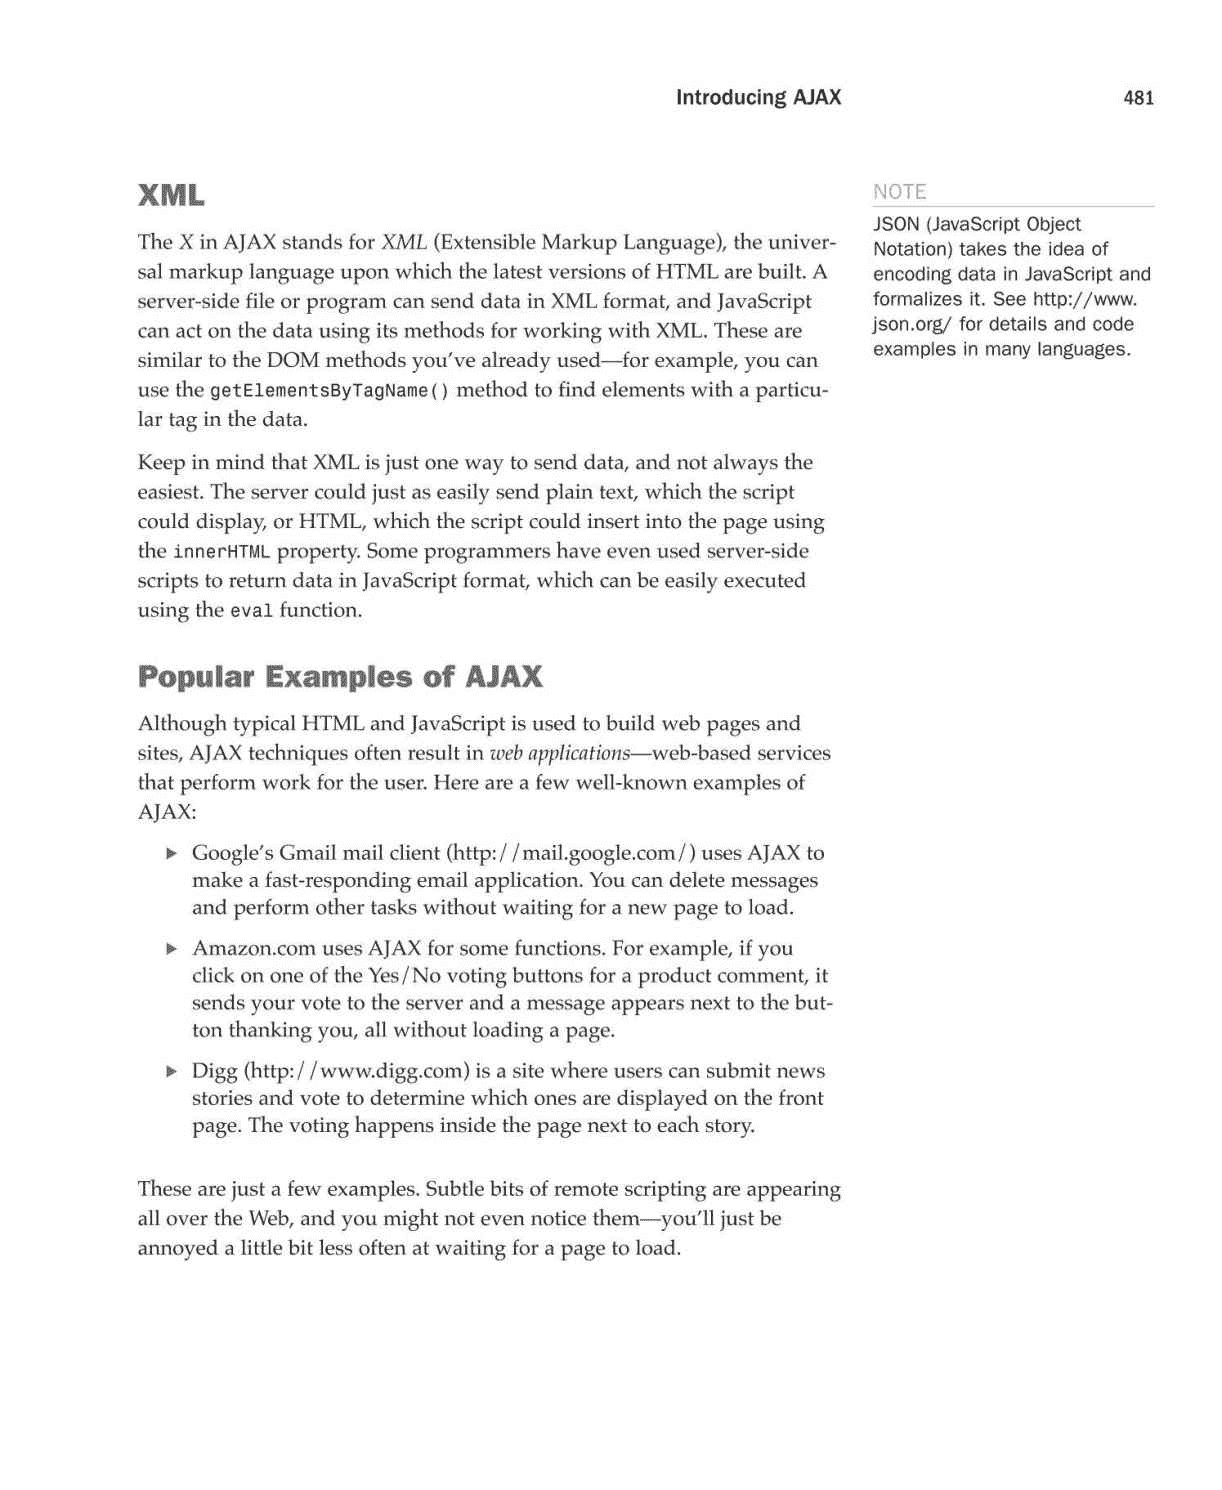 Introducing AJAX 481
XML
The X in AJAX stands for XML (Extensible Markup Language), the univer-
sal markup language upon which the latest versions of HTML are built. A
server-side file or program can send data in XML format, and JavaScript
can act on the data using its methods for working with XML. These are
similar to the DOM methods you've already used—for example, you can
use the getElementsByTagName() method to find elements with a particu-
lar tag in the data.
Keep in mind that XML is just one way to send data, and not always the
easiest. The server could just as easily send plain text, which the script
could display, or HTML, which the script could insert into the page using
the innerHTML property. Some programmers have even used server-side
scripts to return data in JavaScript format, which can be easily executed
using the eval function.
Popular Examples of AJAX
Although typical HTML and JavaScript is used to build web pages and
sites, AJAX techniques often result in web applications—web-based services
that perform work for the user. Here are a few well-known examples of
AJAX:
▶ Google's Gmail mail client (http://mail.google.com/) uses AJAX to
make a fast-responding email application. You can delete messages
and perform other tasks without waiting for a new page to load.
▶ Amazon.com uses AJAX for some functions. For example, if you
click on one of the Yes/No voting buttons for a product comment, it
sends your vote to the server and a message appears next to the but-
ton thanking you, all without loading a page.
▶ Digg (http://www.digg.com) is a site where users can submit news
stories and vote to determine which ones are displayed on the front
page. The voting happens inside the page next to each story.
These are just a few examples. Subtle bits of remote scripting are appearing
all over the Web, and you might not even notice them—you'll just be
annoyed a little bit less often at waiting for a page to load.
NOTE
JSON (JavaScript Object
Notation) takes the idea of
encoding data in JavaScript and
formalizes it. See http://www.
json.org/ for details and code
examples in many languages.